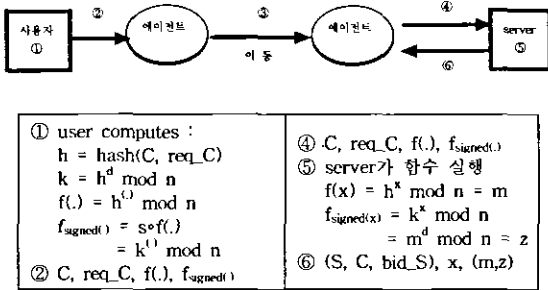 ②
③
④
사용자
①
에이전트
에이전트
server
⑤
이 동
⑥
① user computes :
h = hash(C, req_C)
k = h^d mod n
f(.) = h^(.) mod n
f_signed() = s∘f(.)
= k^() mod n
② C, req_C, f(.), f_signed()
④ C, req_C, f(.), f_signed(.)
⑤ server가 함수 실행
f(x) = h^x mod n = m
f_signed(x) = k^x mod n
= m^d mod n = z
⑥ (S, C, bid_S), x, (m,z)